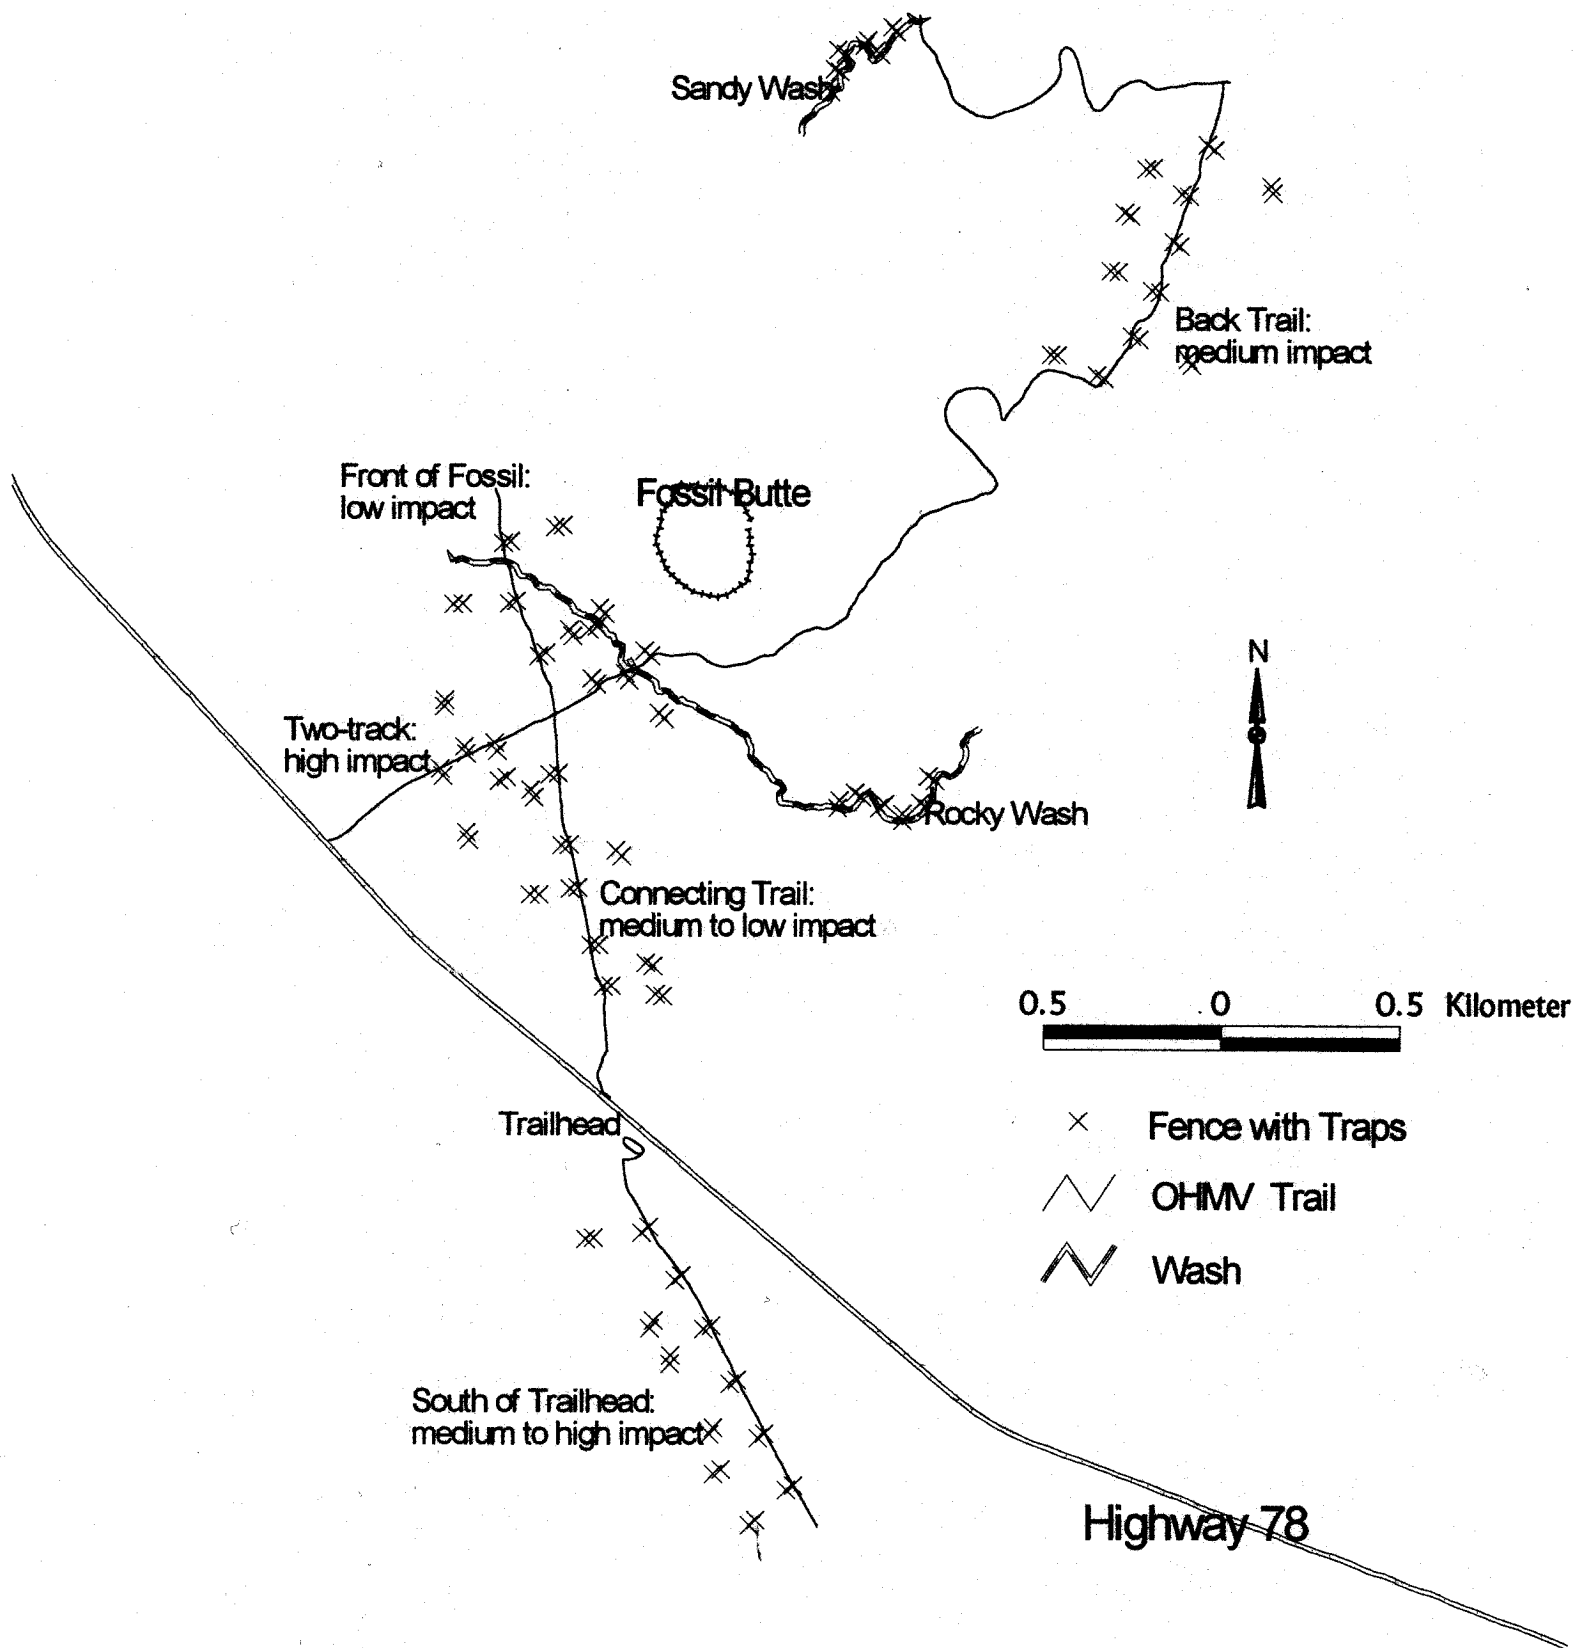 Sandy Wash
Back Trail:
medium impact
Front of Fossil:
low impact
Fossil Butte
N
Two-track:
high impact
Rocky Wash
Connecting Trail:
medium to low impact
0.5 0 0.5 Kilometer
Trailhead
Fence with Traps
OHMV Trail
Wash
South of Trailhead:
medium to high impact
Highway 78